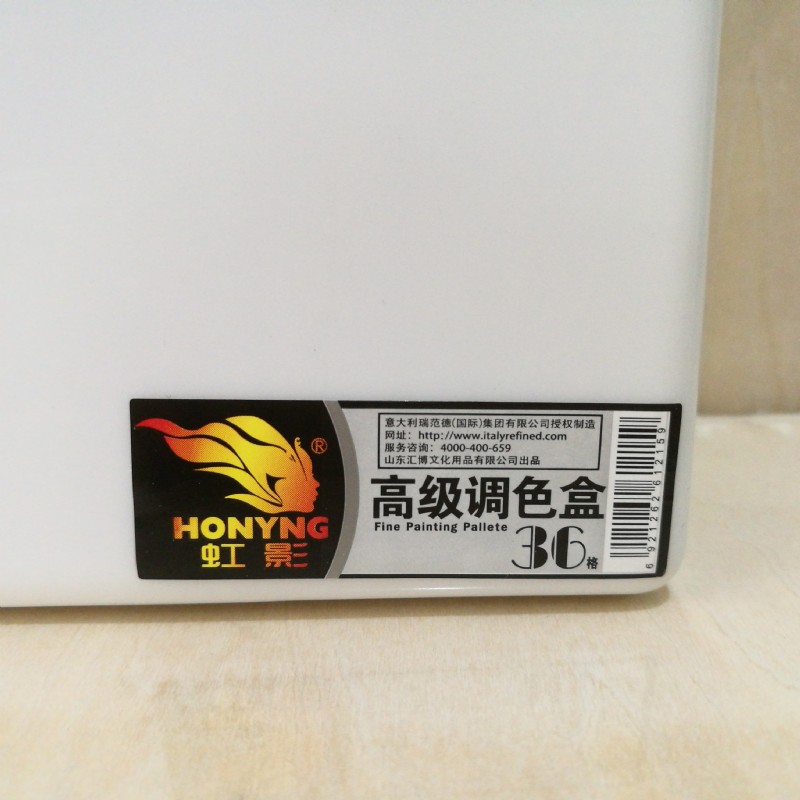 HONYNG
®
虹影
意大利瑞范德(国际)集团有限公司授权制造
网址：http://www.italyrefined.com
服务咨询：4000-400-659
山东汇博文化用品有限公司出品
高级调色盒
Fine Painting Pallete
36格
6 921262 612159